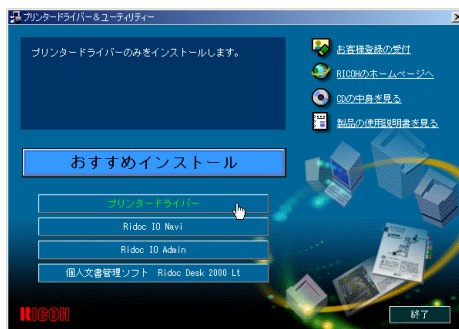 プリンタードライバー＆ユーティリティー
プリンタードライバーのみをインストールします。
お客様登録の受付
RICOHのホームページへ
CDの中身を見る
製品の使用説明書を見る
おすすめインストール
プリンタードライバー
Ridoc IO Navi
Ridoc IO Admin
個人文書管理ソフト Ridoc Desk 2000 Lt
RICOH
終了